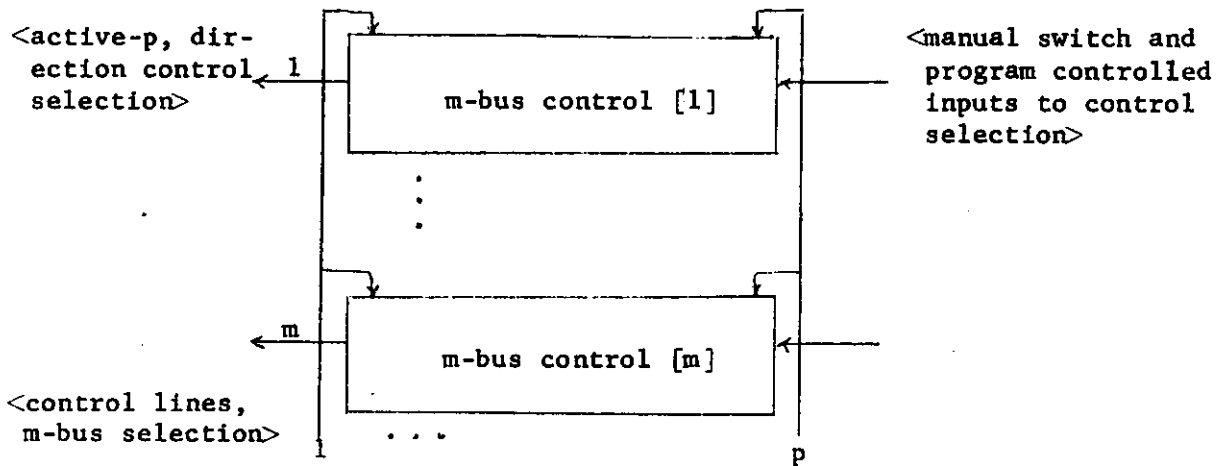 <active-p, dir-
ection control
selection>
1
m-bus control [1]
<manual switch and
program controlled
inputs to control
selection>
m
m-bus control [m]
<control lines,
m-bus selection>
. . .
1
p